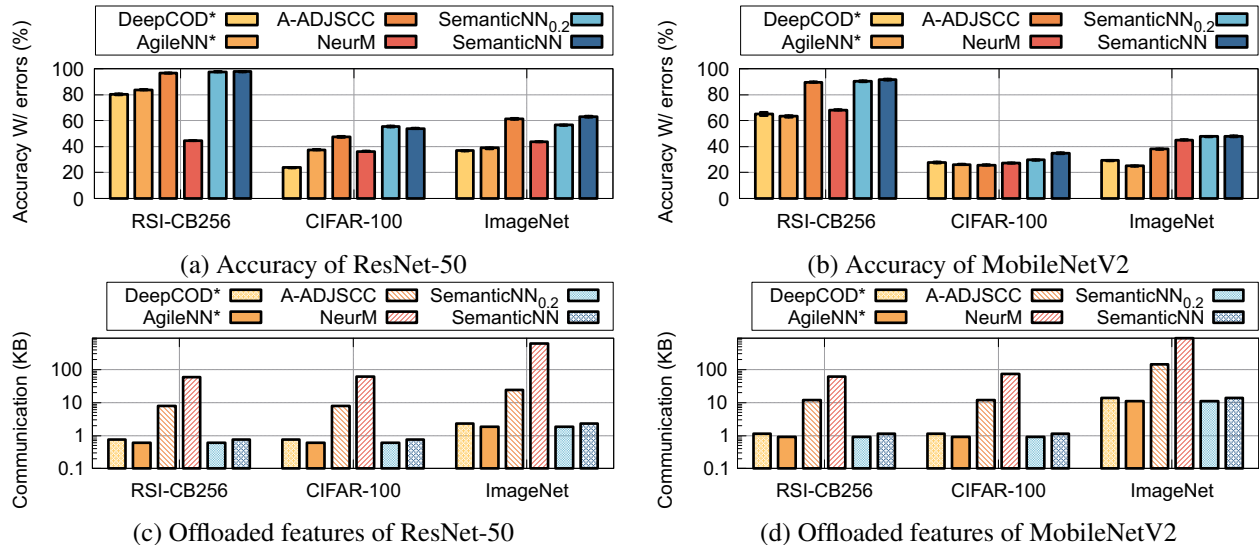 DeepCOD* A-ADJSCC SemanticNN0.2
AgileNN* NeurM SemanticNN
Accuracy W/ errors (%)
100
80
60
40
20
0
RSI-CB256 CIFAR-100 ImageNet
(a) Accuracy of ResNet-50
DeepCOD* A-ADJSCC SemanticNN0.2
AgileNN* NeurM SemanticNN
Accuracy W/ errors (%)
100
80
60
40
20
0
RSI-CB256 CIFAR-100 ImageNet
(b) Accuracy of MobileNetV2
DeepCOD* A-ADJSCC SemanticNN0.2
AgileNN* NeurM SemanticNN
Communication (KB)
100
10
1
0.1
RSI-CB256 CIFAR-100 ImageNet
(c) Offloaded features of ResNet-50
DeepCOD* A-ADJSCC SemanticNN0.2
AgileNN* NeurM SemanticNN
Communication (KB)
100
10
1
0.1
RSI-CB256 CIFAR-100 ImageNet
(d) Offloaded features of MobileNetV2